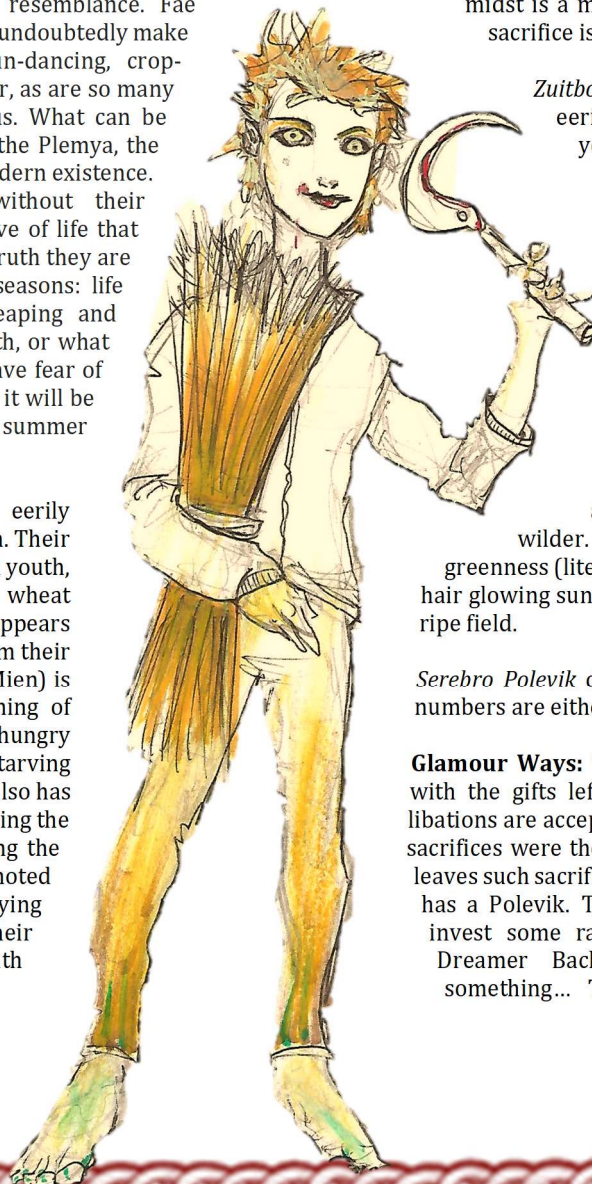 resemblance. Fae
undoubtedly make
un-dancing, crop-
r, as are so many
us. What can be
the Plemya, the
dern existence.
without their
ve of life that
ruth they are
seasons: life
eaping and
th, or what
ave fear of
it will be
summer
eerily
. Their
youth,
wheat
ppears
m their
Mien) is
ning of
hungry
tarving
lso has
ing the
ng the
noted
ying
heir
th
midst is a m
sacrifice is
Zuitbo
eeri
y
wilder.
greenness (lite
hair glowing sun
ripe field.
Serebro Polevik
numbers are eithe
Glamour Ways:
with the gifts lef
libations are accep
sacrifices were the
leaves such sacrif
has a Polevik. T
invest some ra
Dreamer Bac
something... T